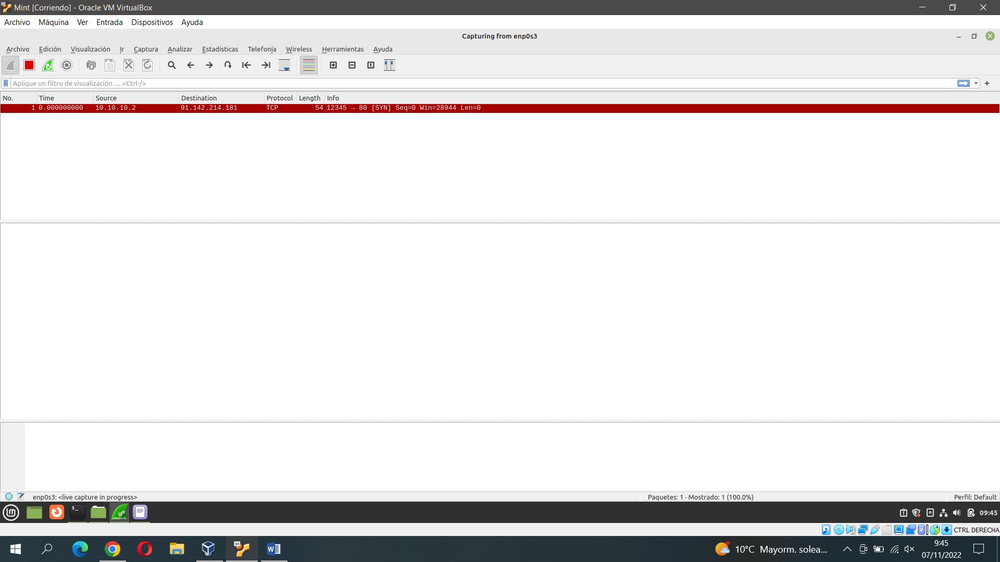 Mint [Corriendo] - Oracle VM VirtualBox
Archivo Máquina Ver Entrada Dispositivos Ayuda
Capturing from enp0s3
Archivo Edición Visualización Ir Captura Analizar Estadísticas Telefonía Wireless Herramientas Ayuda
Aplique un filtro de visualización … <Ctrl-/>
No. Time Source Destination Protocol Length Info
1 0.000000000 10.10.10.2 91.142.214.181 TCP 54 12345 → 80 [SYN] Seq=0 Win=28944 Len=0
enp0s3: <live capture in progress>
Paquetes: 1 · Mostrado: 1 (100.0%)
Perfil: Default
09:45
CTRL DERECHA
10°C Mayorm. solea...
9:45
07/11/2022